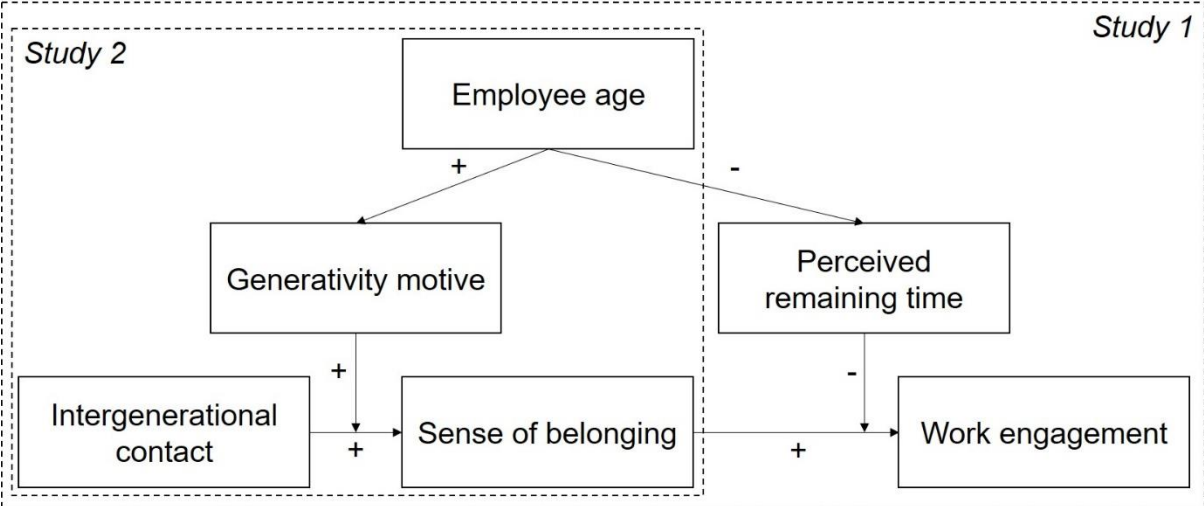 Study 1
Study 2
Employee age
+
-
Generativity motive
Perceived
remaining time
+
-
Intergenerational
contact
+
Sense of belonging
+
Work engagement